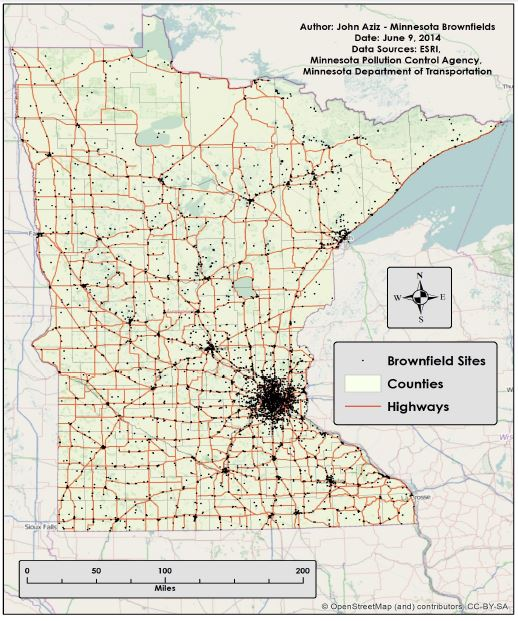 Author: John Aziz - Minnesota Brownfields
Date: June 9, 2014
Data Sources: ESRI,
Minnesota Pollution Control Agency,
Minnesota Department of Transportation
N
W E
S
Brownfield Sites
Counties
Highways
Sioux Falls
0 50 100 200
Miles
© OpenStreetMap (and) contributors, CC-BY-SA